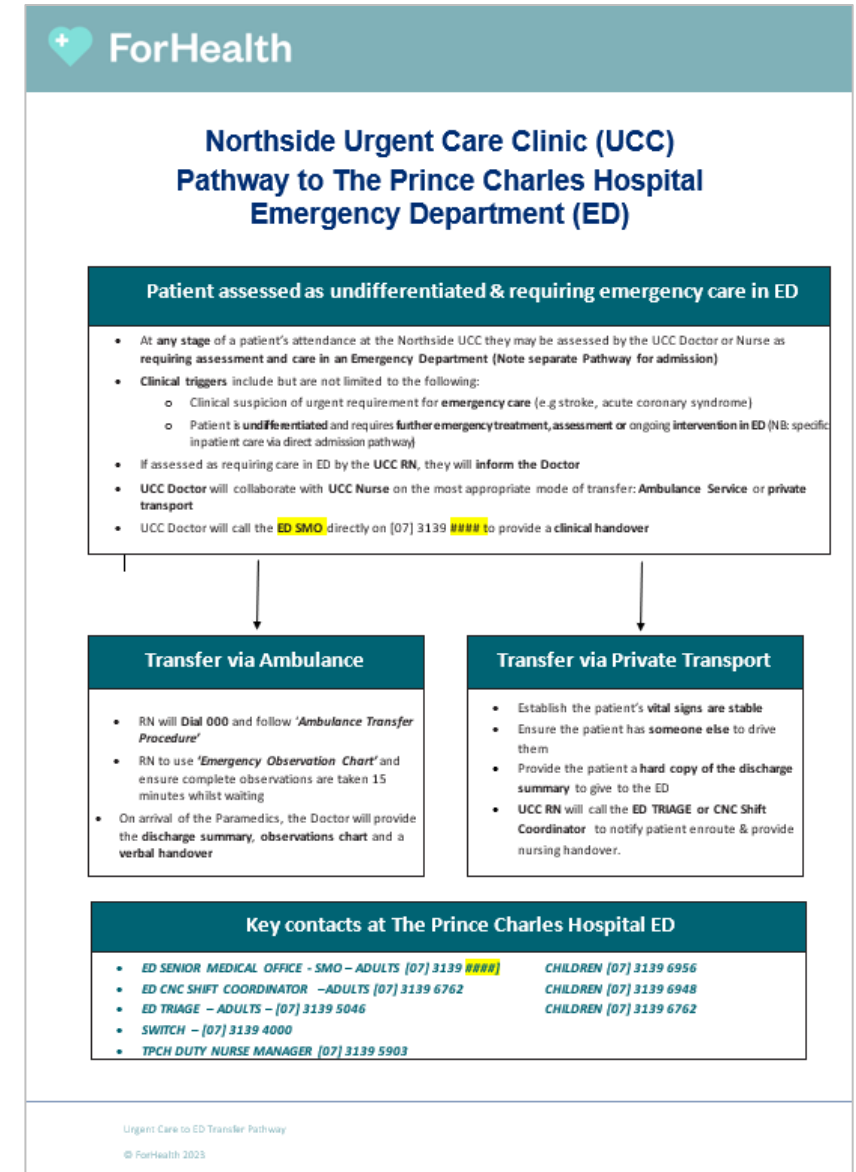 ForHealth
Northside Urgent Care Clinic (UCC)
Pathway to The Prince Charles Hospital
Emergency Department (ED)
Patient assessed as undifferentiated & requiring emergency care in ED
• At any stage of a patient's attendance at the Northside UCC they may be assessed by the UCC Doctor or Nurse as
requiring assessment and care in an Emergency Department (Note separate Pathway for admission)
• Clinical triggers include but are not limited to the following:
o Clinical suspicion of urgent requirement for emergency care (e.g stroke, acute coronary syndrome)
o Patient is undifferentiated and requires further emergency treatment, assessment or ongoing intervention in ED (NB: specific
inpatient care via direct admission pathway)
• If assessed as requiring care in ED by the UCC RN, they will inform the Doctor
• UCC Doctor will collaborate with UCC Nurse on the most appropriate mode of transfer: Ambulance Service or private
transport
• UCC Doctor will call the ED SMO directly on [07] 3139 #### to provide a clinical handover
Transfer via Ambulance
• RN will Dial 000 and follow 'Ambulance Transfer
Procedure'
• RN to use 'Emergency Observation Chart' and
ensure complete observations are taken 15
minutes whilst waiting
• On arrival of the Paramedics, the Doctor will provide
the discharge summary, observations chart and a
verbal handover
Transfer via Private Transport
• Establish the patient's vital signs are stable
• Ensure the patient has someone else to drive
them
• Provide the patient a hard copy of the discharge
summary to give to the ED
• UCC RN will call the ED TRIAGE or CNC Shift
Coordinator to notify patient enroute & provide
nursing handover.
Key contacts at The Prince Charles Hospital ED
• ED SENIOR MEDICAL OFFICE - SMO – ADULTS [07] 3139 ####] CHILDREN [07] 3139 6956
• ED CNC SHIFT COORDINATOR –ADULTS [07] 3139 6762 CHILDREN [07] 3139 6948
• ED TRIAGE – ADULTS – [07] 3139 5046 CHILDREN [07] 3139 6762
• SWITCH – [07] 3139 4000
• TPCH DUTY NURSE MANAGER [07] 3139 5903
Urgent Care to ED Transfer Pathway
© ForHealth 2023